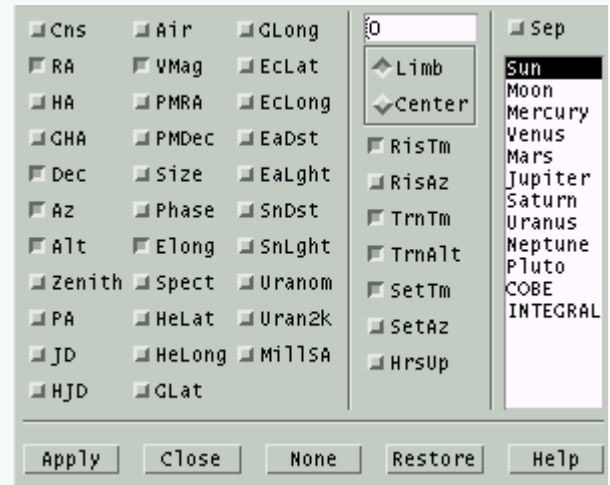 Cns
RA
HA
GHA
Dec
Az
Alt
Zenith
PA
JD
HJD
Air
VMag
PMRA
PMDec
Size
Phase
Elong
Spect
HeLat
HeLong
GLat
GLong
EcLat
EcLong
EaDst
EaLght
SnDst
SnLght
Uranom
Uran2k
MillSA
0
Limb
Center
RisTm
RisAz
TrnTm
TrnAlt
SetTm
SetAz
HrsUp
Sep
Sun
Moon
Mercury
Venus
Mars
Jupiter
Saturn
Uranus
Neptune
Pluto
COBE
INTEGRAL
Apply
Close
None
Restore
Help